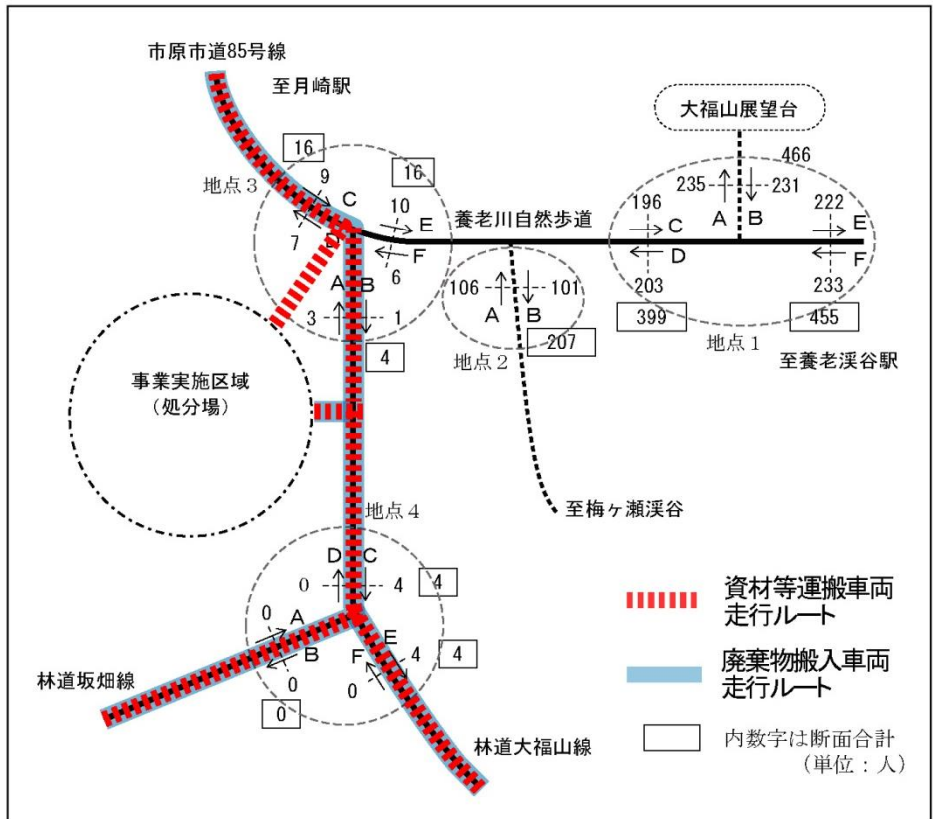 市原市道85号線
至月崎駅
大福山展望台
466
235
231
A
B
196
C
D
203
399
222
E
F
233
455
地点1
至養老渓谷駅
養老川自然歩道
16
地点3
9
C
7
D
16
10
E
F
6
A
B
3
1
4
106
101
A
B
207
地点2
事業実施区域
(処分場)
至梅ヶ瀬渓谷
地点4
D
C
0
4
4
0
A
B
0
0
E
F
4
4
0
林道坂畑線
林道大福山線
資材等運搬車両
走行ルート
廃棄物搬入車両
走行ルート
内数字は断面合計
(単位:人)